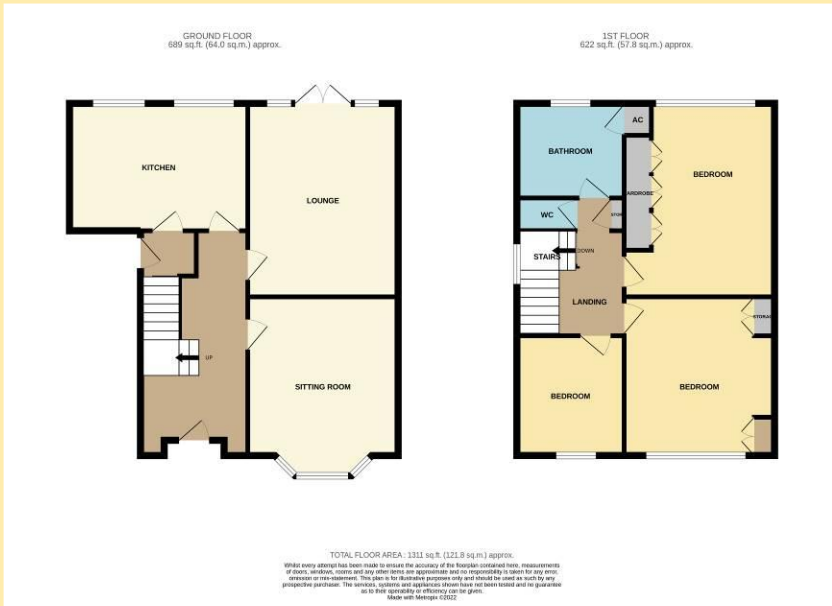 GROUND FLOOR
689 sq.ft. (64.0 sq.m.) approx.
1ST FLOOR
622 sq.ft. (57.8 sq.m.) approx.
KITCHEN
LOUNGE
UP
SITTING ROOM
AC
BATHROOM
BEDROOM
ARDROBE
WC
STOR
STAIRS
DOWN
LANDING
STORAG
BEDROOM
BEDROOM
TOTAL FLOOR AREA : 1311 sq.ft. (121.8 sq.m.) approx.
Whilst every attempt has been made to ensure the accuracy of the floorplan contained here, measurements
of doors, windows, rooms and any other items are approximate and no responsibility is taken for any error,
omission or mis-statement. This plan is for illustrative purposes only and should be used as such by any
prospective purchaser. The services, systems and appliances shown have not been tested and no guarantee
as to their operability or efficiency can be given.
Made with Metropix ©2022